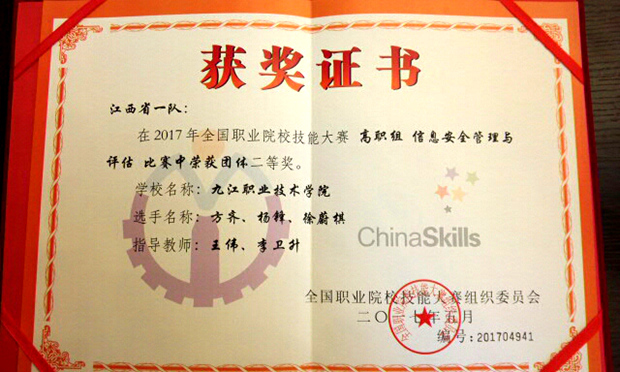 获奖证书
江西省一队：
在2017年全国职业院校技能大赛 高职组 信息安全管理与
评估 比赛中荣获团体二等奖。
学校名称：九江职业技术学院
选手名称：方齐、杨锋、徐蔚棋
指导教师：王伟、李卫升
ChinaSkills
全国职业院校技能大赛组织委员会
二〇一七年五月
编号:201704941